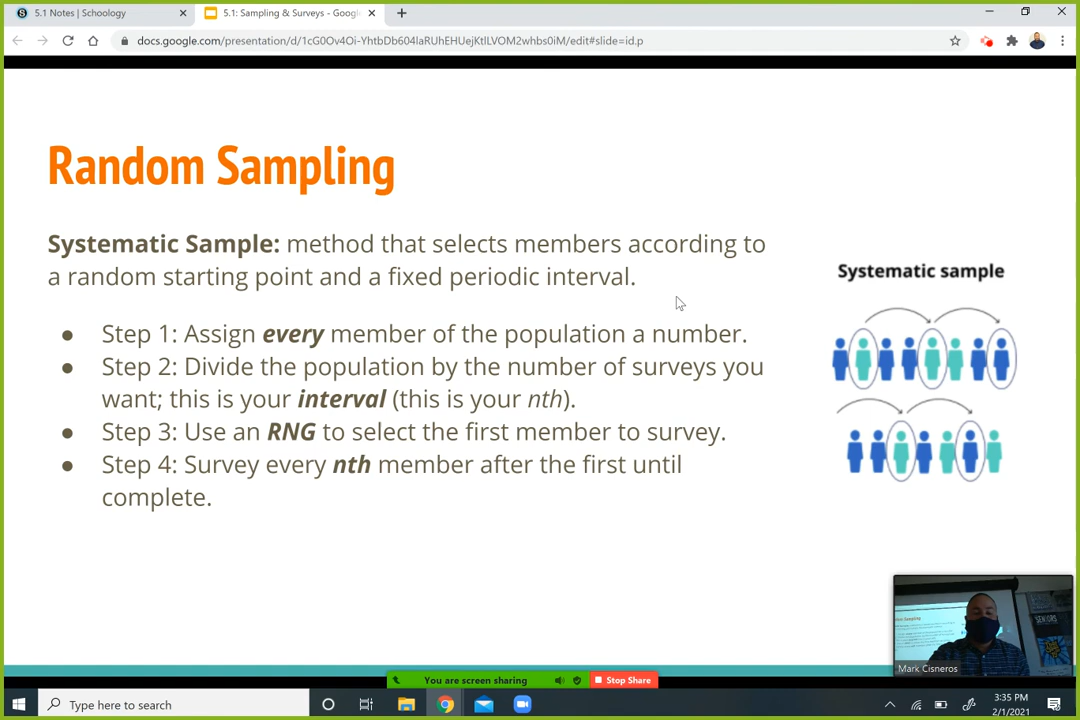 5.1 Notes | Schoology
5.1: Sampling & Surveys - Google
docs.google.com/presentation/d/1cG0Ov4Oi-YhtbDb604laRUhEHUejKtlLVOM2whbs0iM/edit#slide=id.p
Random Sampling
Systematic Sample: method that selects members according to
a random starting point and a fixed periodic interval.
● Step 1: Assign every member of the population a number.
● Step 2: Divide the population by the number of surveys you
want; this is your interval (this is your nth).
● Step 3: Use an RNG to select the first member to survey.
● Step 4: Survey every nth member after the first until
complete.
Systematic sample
SENIORS
Mark Cisneros
You are screen sharing
Stop Share
Type here to search
3:35 PM
2/1/2021